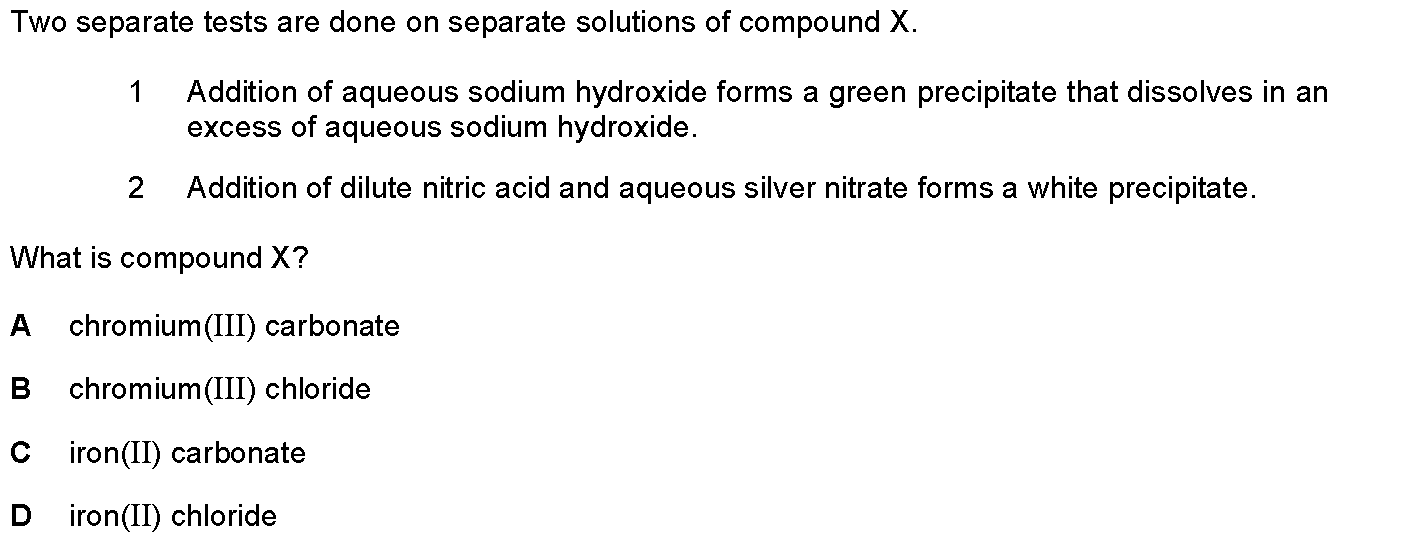 Two separate tests are done on separate solutions of compound X.
1 Addition of aqueous sodium hydroxide forms a green precipitate that dissolves in an
excess of aqueous sodium hydroxide.
2 Addition of dilute nitric acid and aqueous silver nitrate forms a white precipitate.
What is compound X?
A chromium(III) carbonate
B chromium(III) chloride
C iron(II) carbonate
D iron(II) chloride